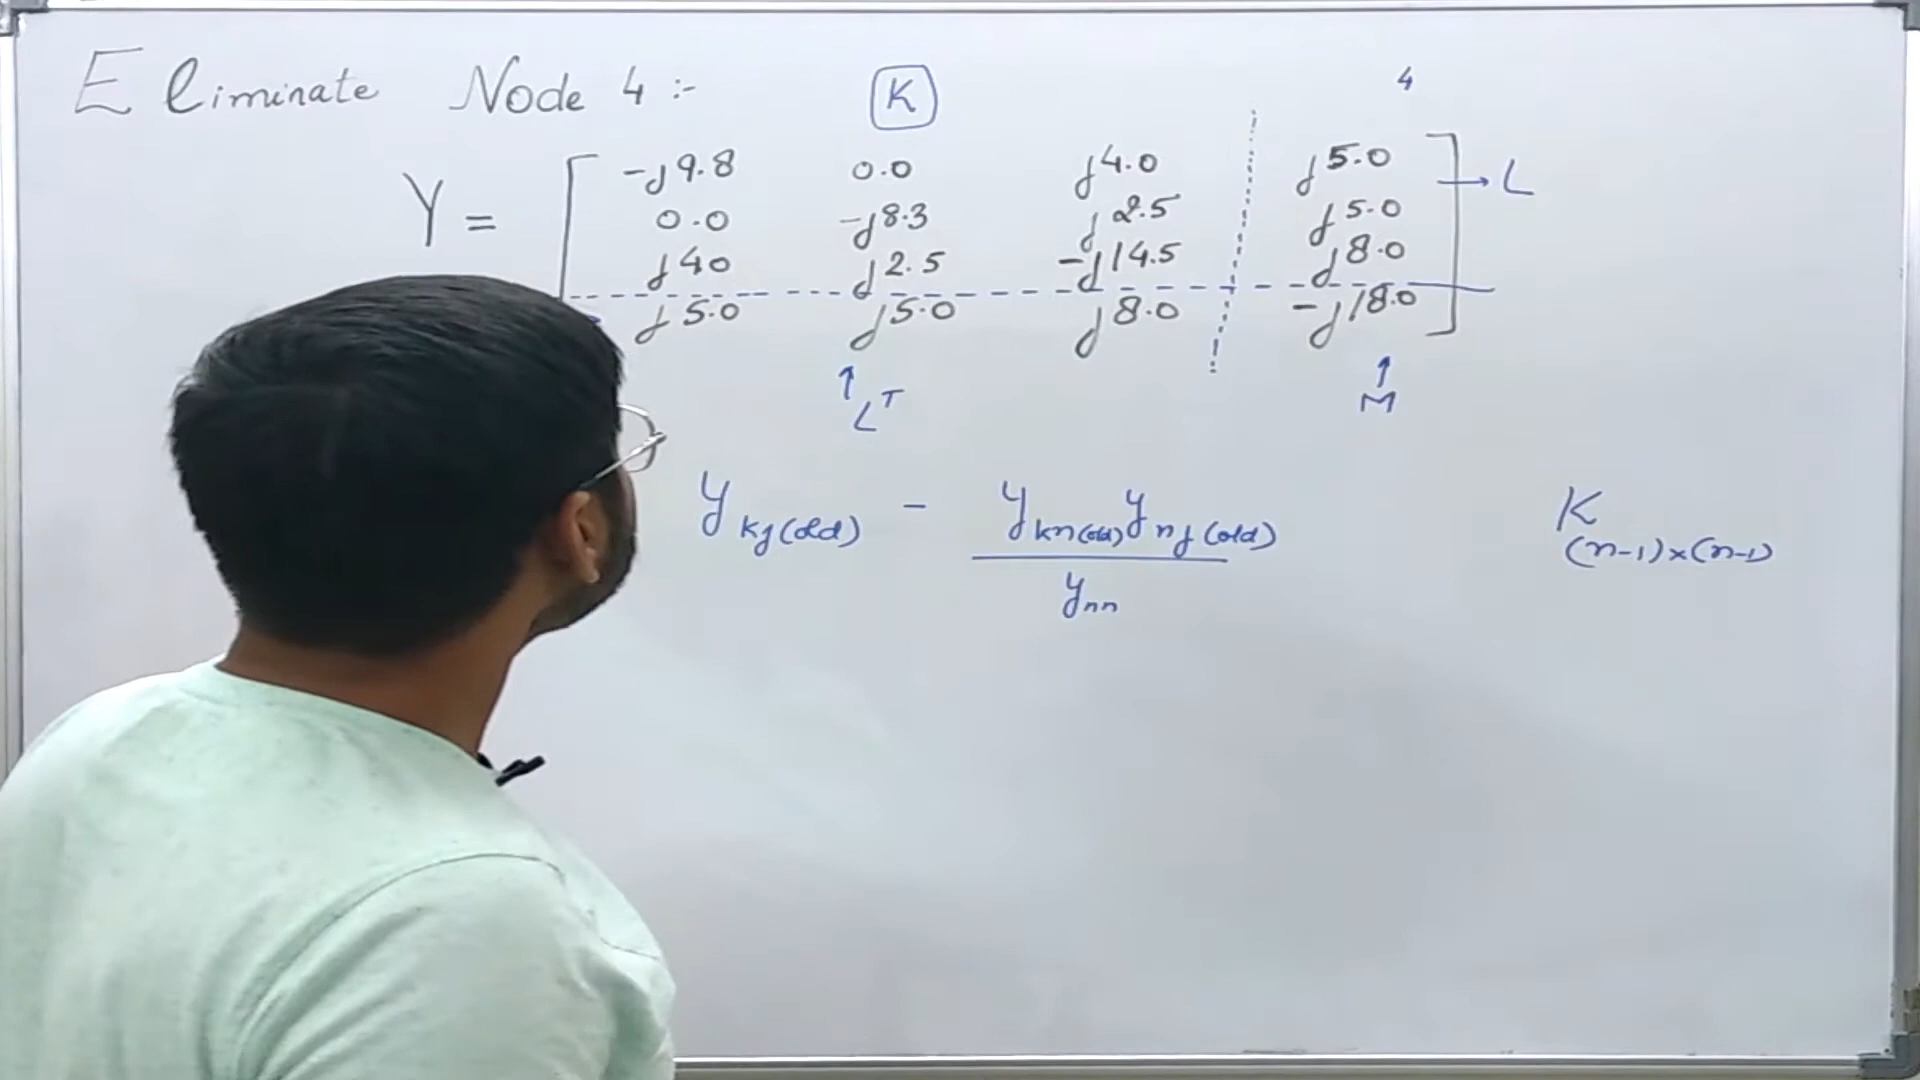 Eliminate Node 4 :-
K
4
Y = [ -j9.8 0.0 j4.0 j5.0 ] → L
0.0 -j8.3 j2.5 j5.0
j40 j2.5 -j14.5 j8.0
j5.0 j5.0 j8.0 -j18.0
↑ ↑
L^T M
y_kj(old) - y_kn(old) y_nj(old) K
y_nn (n-1)×(n-1)